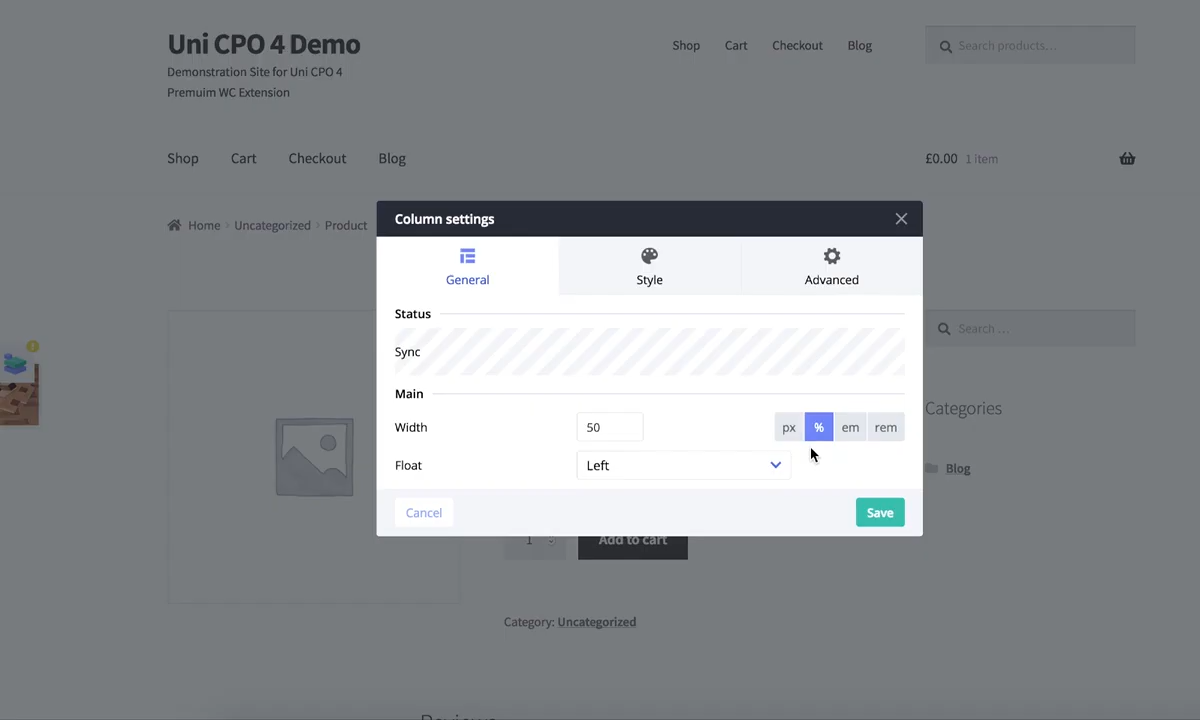 Uni CPO 4 Demo
Demonstration Site for Uni CPO 4
Premuim WC Extension
Shop Cart Checkout Blog
Search products…
Shop Cart Checkout Blog
£0.00 1 item
Home › Uncategorized › Product
Column settings
General Style Advanced
Status
Sync
Main
Width 50 px % em rem
Float Left
Cancel Save
Search …
Categories
Blog
1 Add to cart
Category: Uncategorized
Reviews